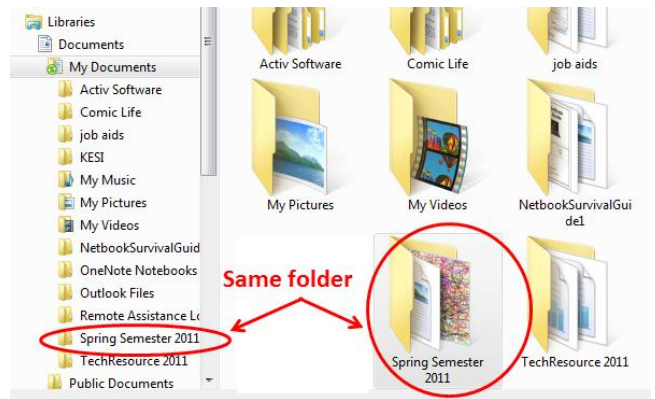 Libraries
Documents
My Documents
Activ Software
Comic Life
job aids
KESI
My Music
My Pictures
My Videos
NetbookSurvivalGuid
OneNote Notebooks
Outlook Files
Remote Assistance Lo
Spring Semester 2011
TechResource 2011
Public Documents
Activ Software
Comic Life
job aids
My Pictures
My Videos
NetbookSurvivalGui
de1
Same folder
Spring Semester
2011
TechResource 2011